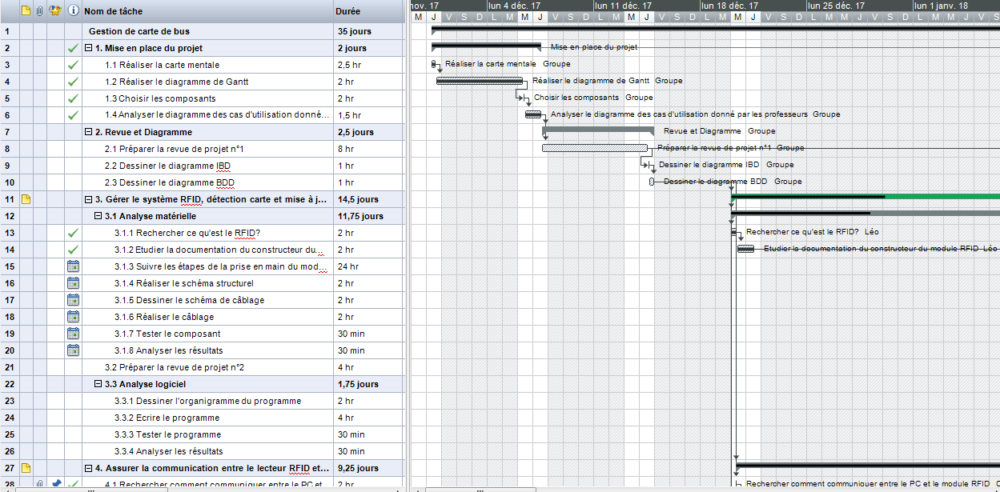 Nom de tâche Durée
nov. 17 lun 4 déc. 17 lun 11 déc. 17 lun 18 déc. 17 lun 25 déc. 17 lun 1 janv. 18
M J V S D L M M J V S D L M M J V S D L M M J V S D L M M J V S D L M M J V S
1 Gestion de carte de bus 35 jours
2 1. Mise en place du projet 2 jours Mise en place du projet
3 1.1 Réaliser la carte mentale 2,5 hr Réaliser la carte mentale Groupe
4 1.2 Réaliser le diagramme de Gantt 2 hr Réaliser le diagramme de Gantt Groupe
5 1.3 Choisir les composants 2 hr Choisir les composants Groupe
6 1.4 Analyser le diagramme des cas d'utilisation donné... 1,5 hr Analyser le diagramme des cas d'utilisation donné par les professeurs Groupe
7 2. Revue et Diagramme 2,5 jours Revue et Diagramme Groupe
8 2.1 Préparer la revue de projet n°1 8 hr Préparer la revue de projet n°1 Groupe
9 2.2 Dessiner le diagramme IBD 1 hr Dessiner le diagramme IBD Groupe
10 2.3 Dessiner le diagramme BDD 1 hr Dessiner le diagramme BDD Groupe
11 3. Gérer le système RFID, détection carte et mise à j... 14,5 jours
12 3.1 Analyse matérielle 11,75 jours
13 3.1.1 Rechercher ce qu'est le RFID? 2 hr Rechercher ce qu'est le RFID? Léo
14 3.1.2 Etudier la documentation du constructeur du... 2 hr Etudier la documentation du constructeur du module RFID Léo
15 3.1.3 Suivre les étapes de la prise en main du mod... 24 hr
16 3.1.4 Réaliser le schéma structurel 2 hr
17 3.1.5 Dessiner le schéma de câblage 2 hr
18 3.1.6 Réaliser le câblage 2 hr
19 3.1.7 Tester le composant 30 min
20 3.1.8 Analyser les résultats 30 min
21 3.2 Préparer la revue de projet n°2 4 hr
22 3.3 Analyse logiciel 1,75 jours
23 3.3.1 Dessiner l'organigramme du programme 2 hr
24 3.3.2 Ecrire le programme 4 hr
25 3.3.3 Tester le programme 30 min
26 3.3.4 Analyser les résultats 30 min
27 4. Assurer la communication entre le lecteur RFID et... 9,25 jours
28 4.1 Rechercher comment communiquer entre le PC et 2 hr Rechercher comment communiquer entre le PC et le module RFID